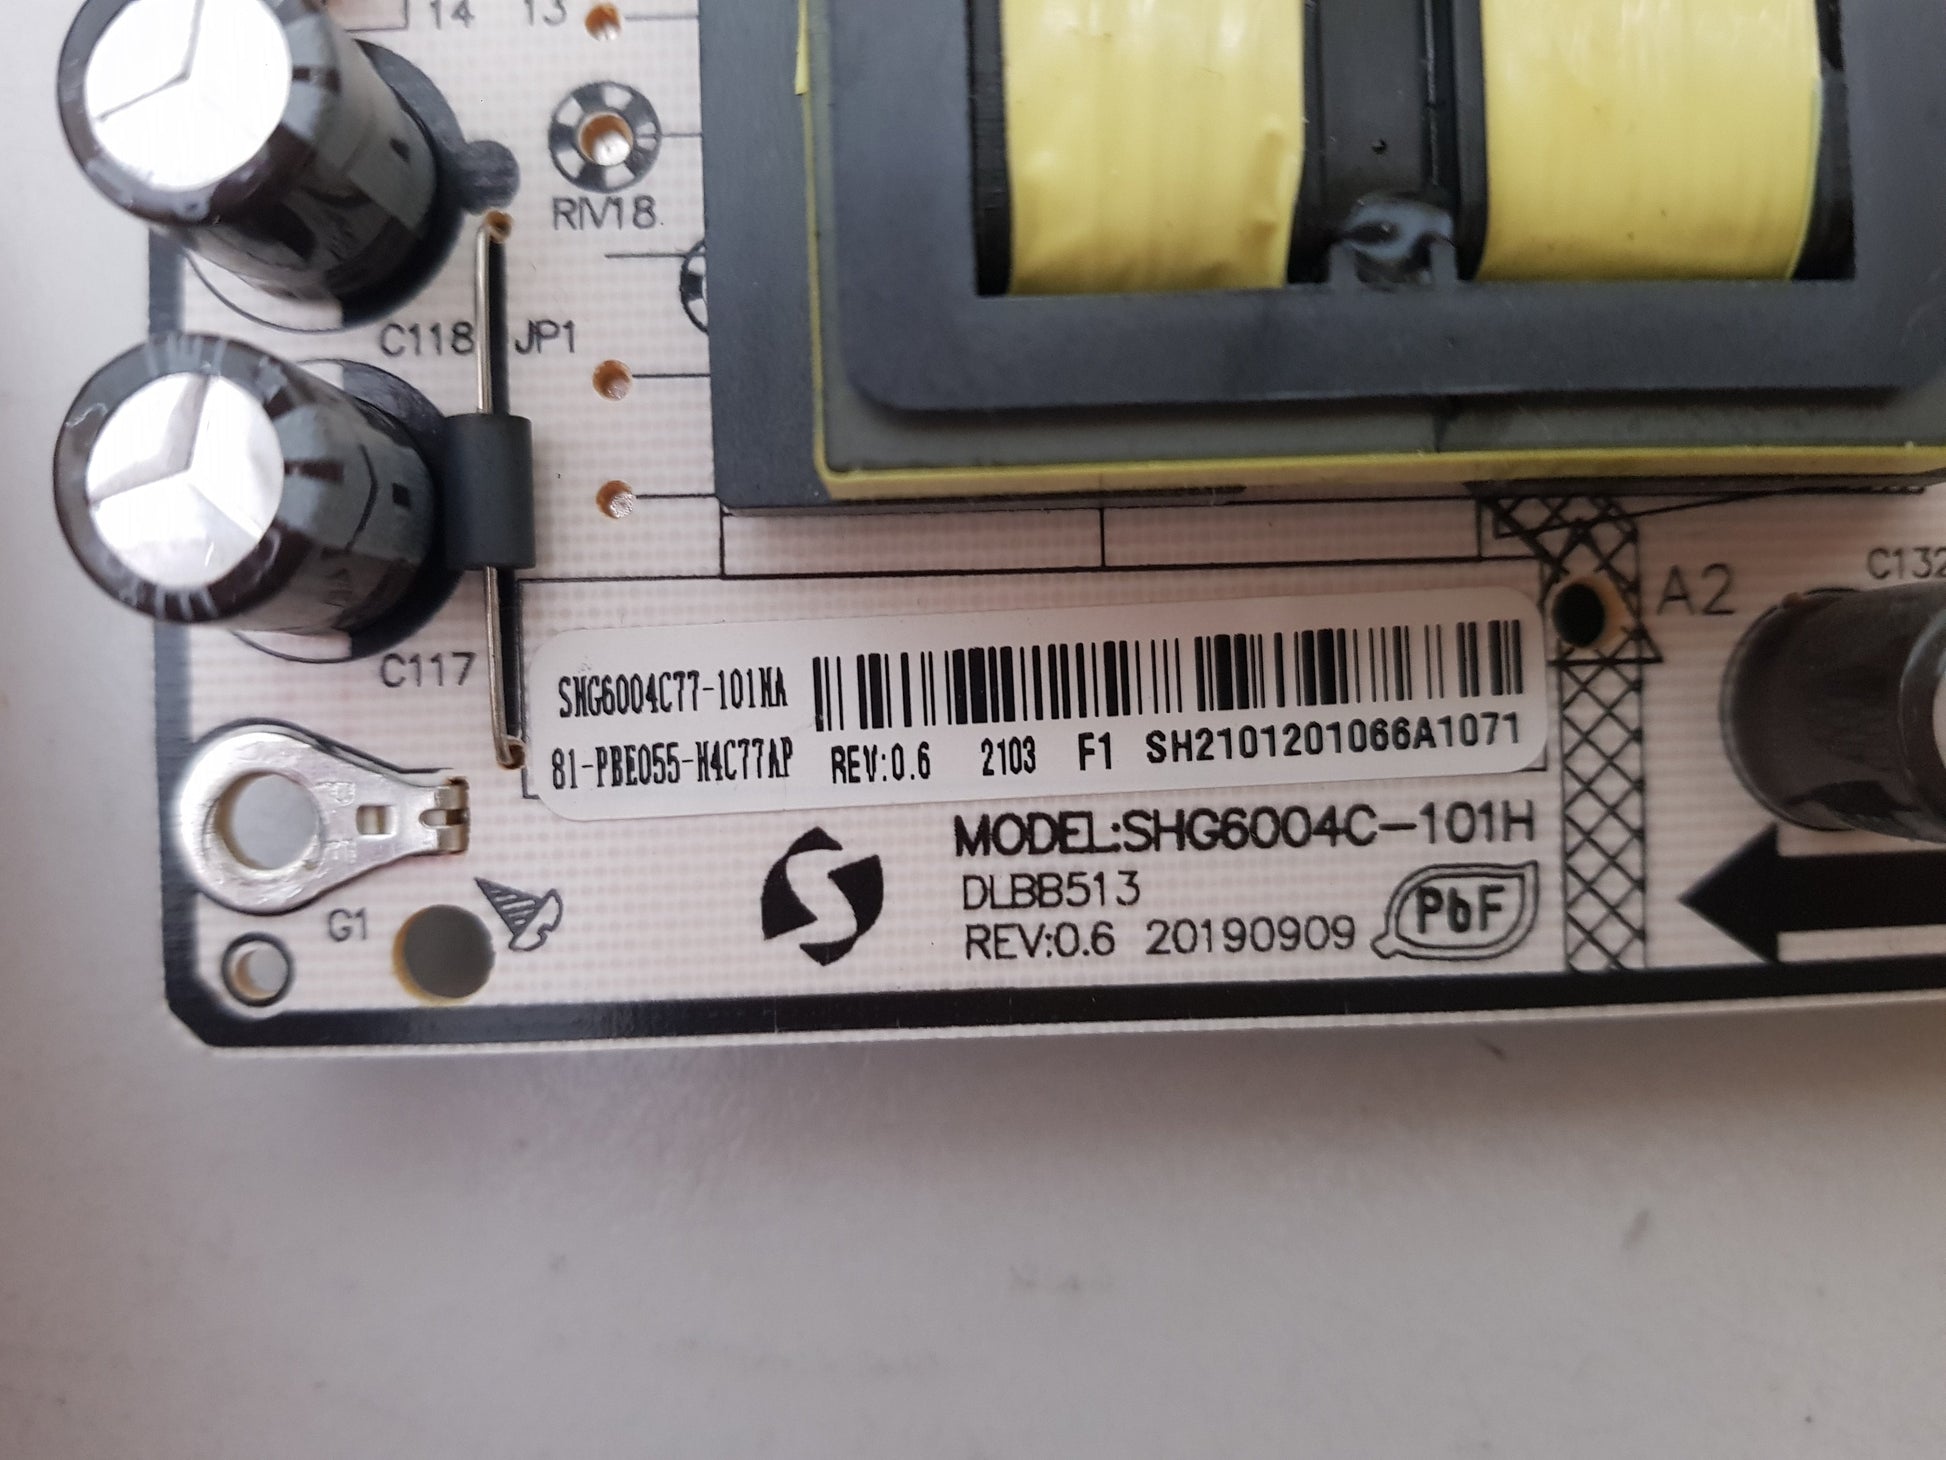 14 13
RIV18
C118 JP1
C132
A2
C117
SHG6004C77-101HA
81-PBE055-H4C77AP REV:0.6 2103 F1 SH2101201066A1071
MODEL:SHG6004C-101H
DLBB513
REV:0.6 20190909
PbF
G1